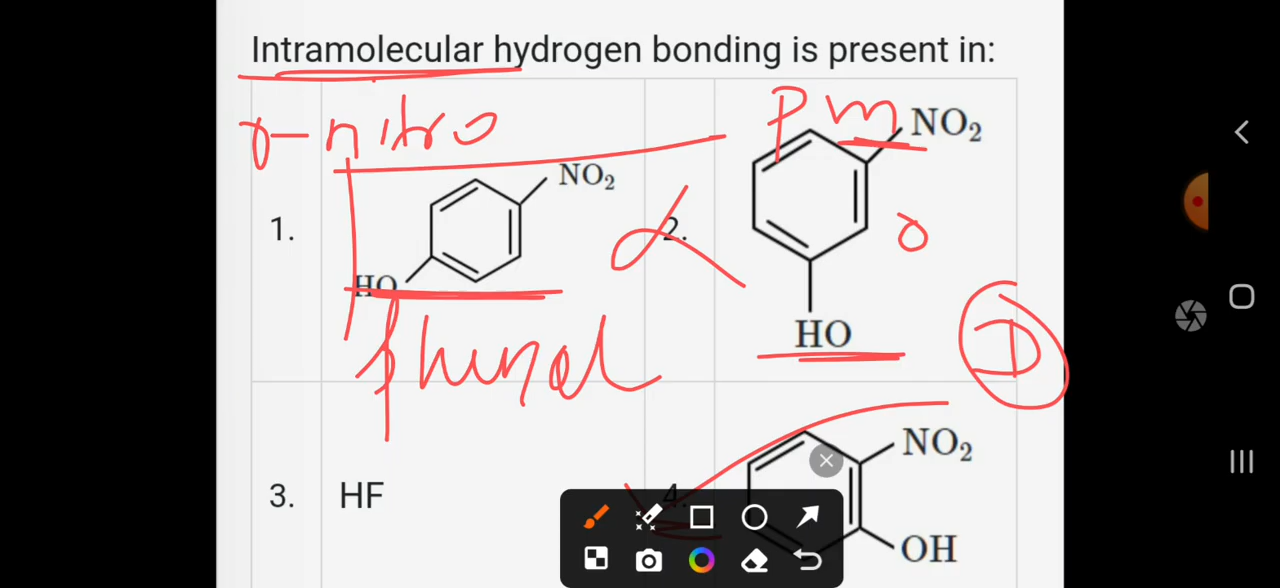 Intramolecular hydrogen bonding is present in:
p-nitro
P m
NO₂
NO₂
1.
2.
o
HO
HO
phenol
D
NO₂
3. HF
4.
OH